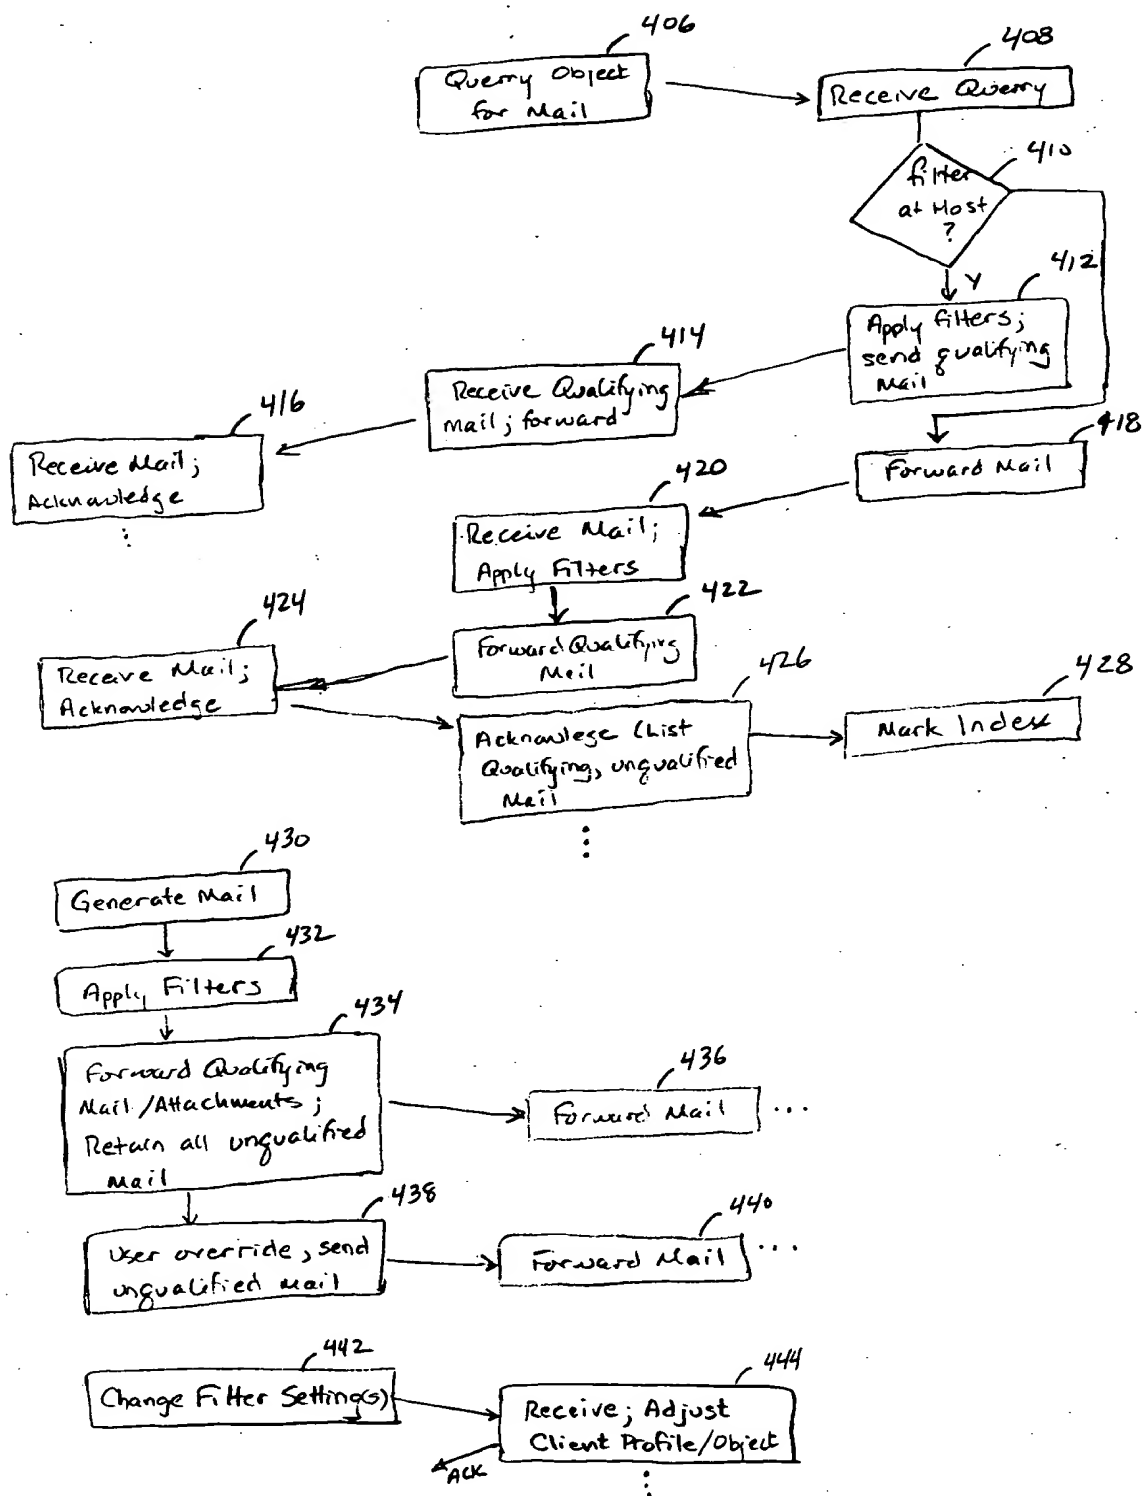 406
Querry Object
for Mail
408
Receive Querry
410
filter
at Host
?
Y
412
Apply filters;
send qualifying
Mail
414
Receive Qualifying
mail; forward
416
Receive Mail;
Acknowledge
418
Forward Mail
420
Receive Mail;
Apply Filters
422
Forward Qualifying
Mail
424
Receive Mail;
Acknowledge
426
Acknowlege (List
Qualifying, unqualified
Mail
428
Mark Index
430
Generate Mail
432
Apply Filters
434
Forward Qualifying
Mail/Attachments;
Retain all unqualified
Mail
436
Forward Mail ...
438
User override, send
unqualified Mail
440
Forward Mail ...
442
Change Filter Setting(s)
444
Receive; Adjust
Client Profile/Object
ACK